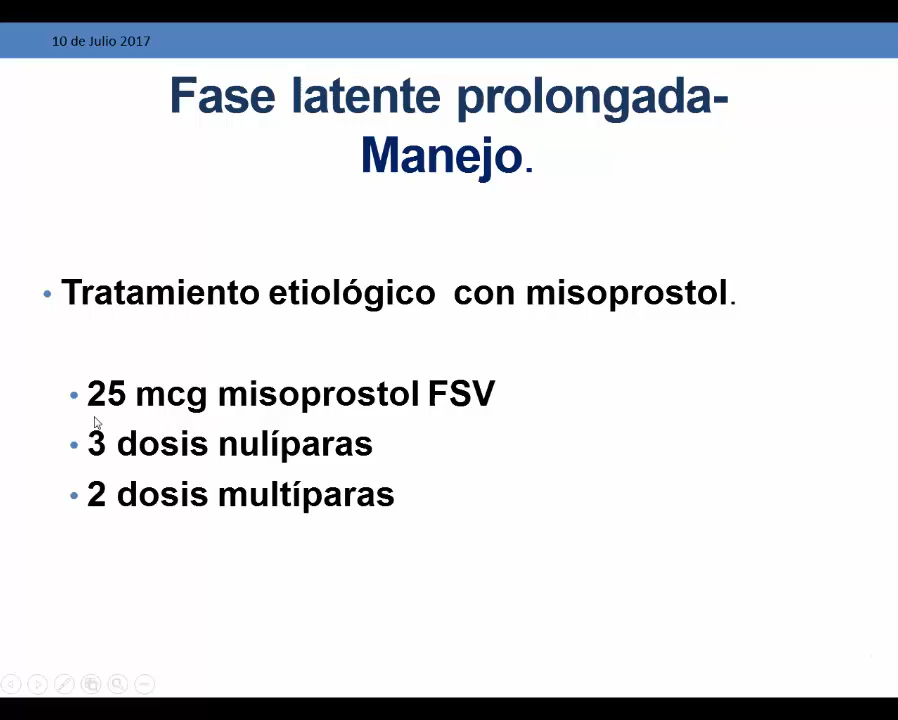 10 de Julio 2017
Fase latente prolongada-
Manejo.
• Tratamiento etiológico con misoprostol.
• 25 mcg misoprostol FSV
• 3 dosis nulíparas
• 2 dosis multíparas